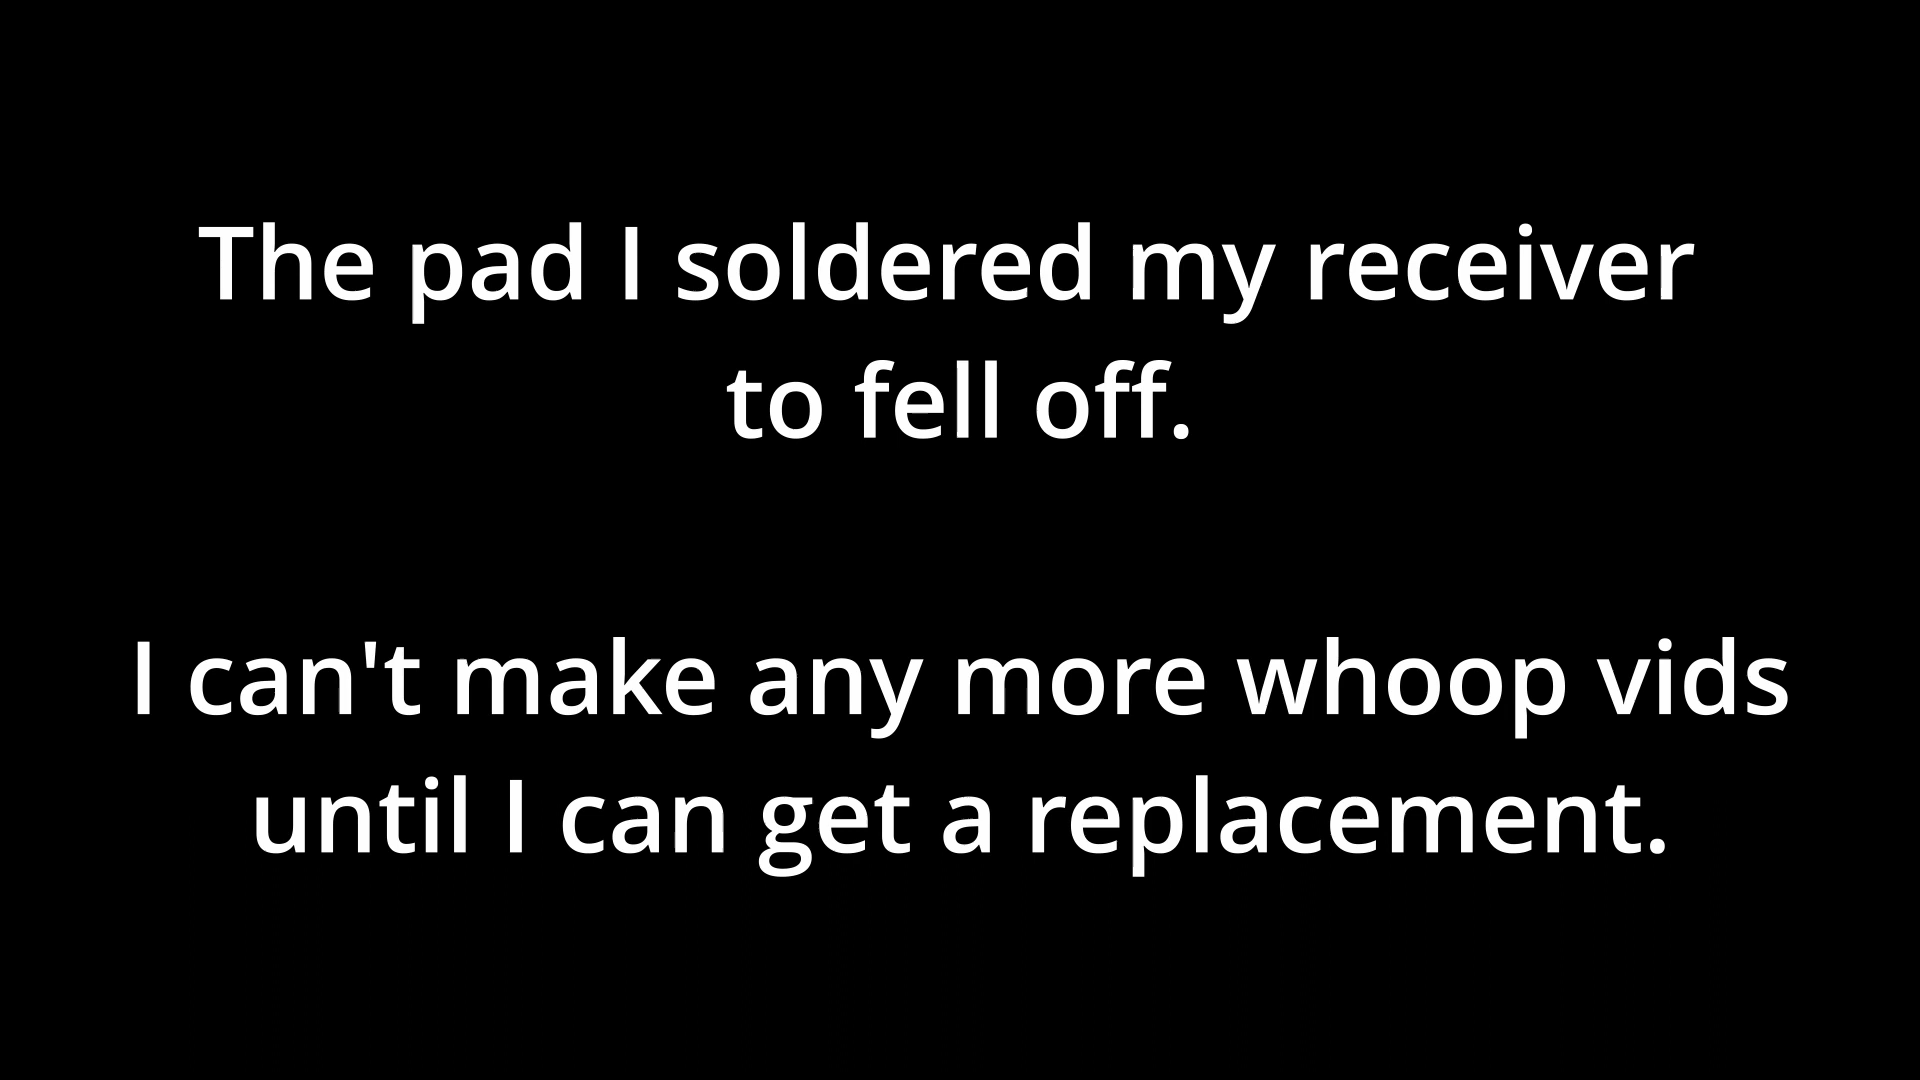 The pad I soldered my receiver
to fell off.
I can't make any more whoop vids
until I can get a replacement.